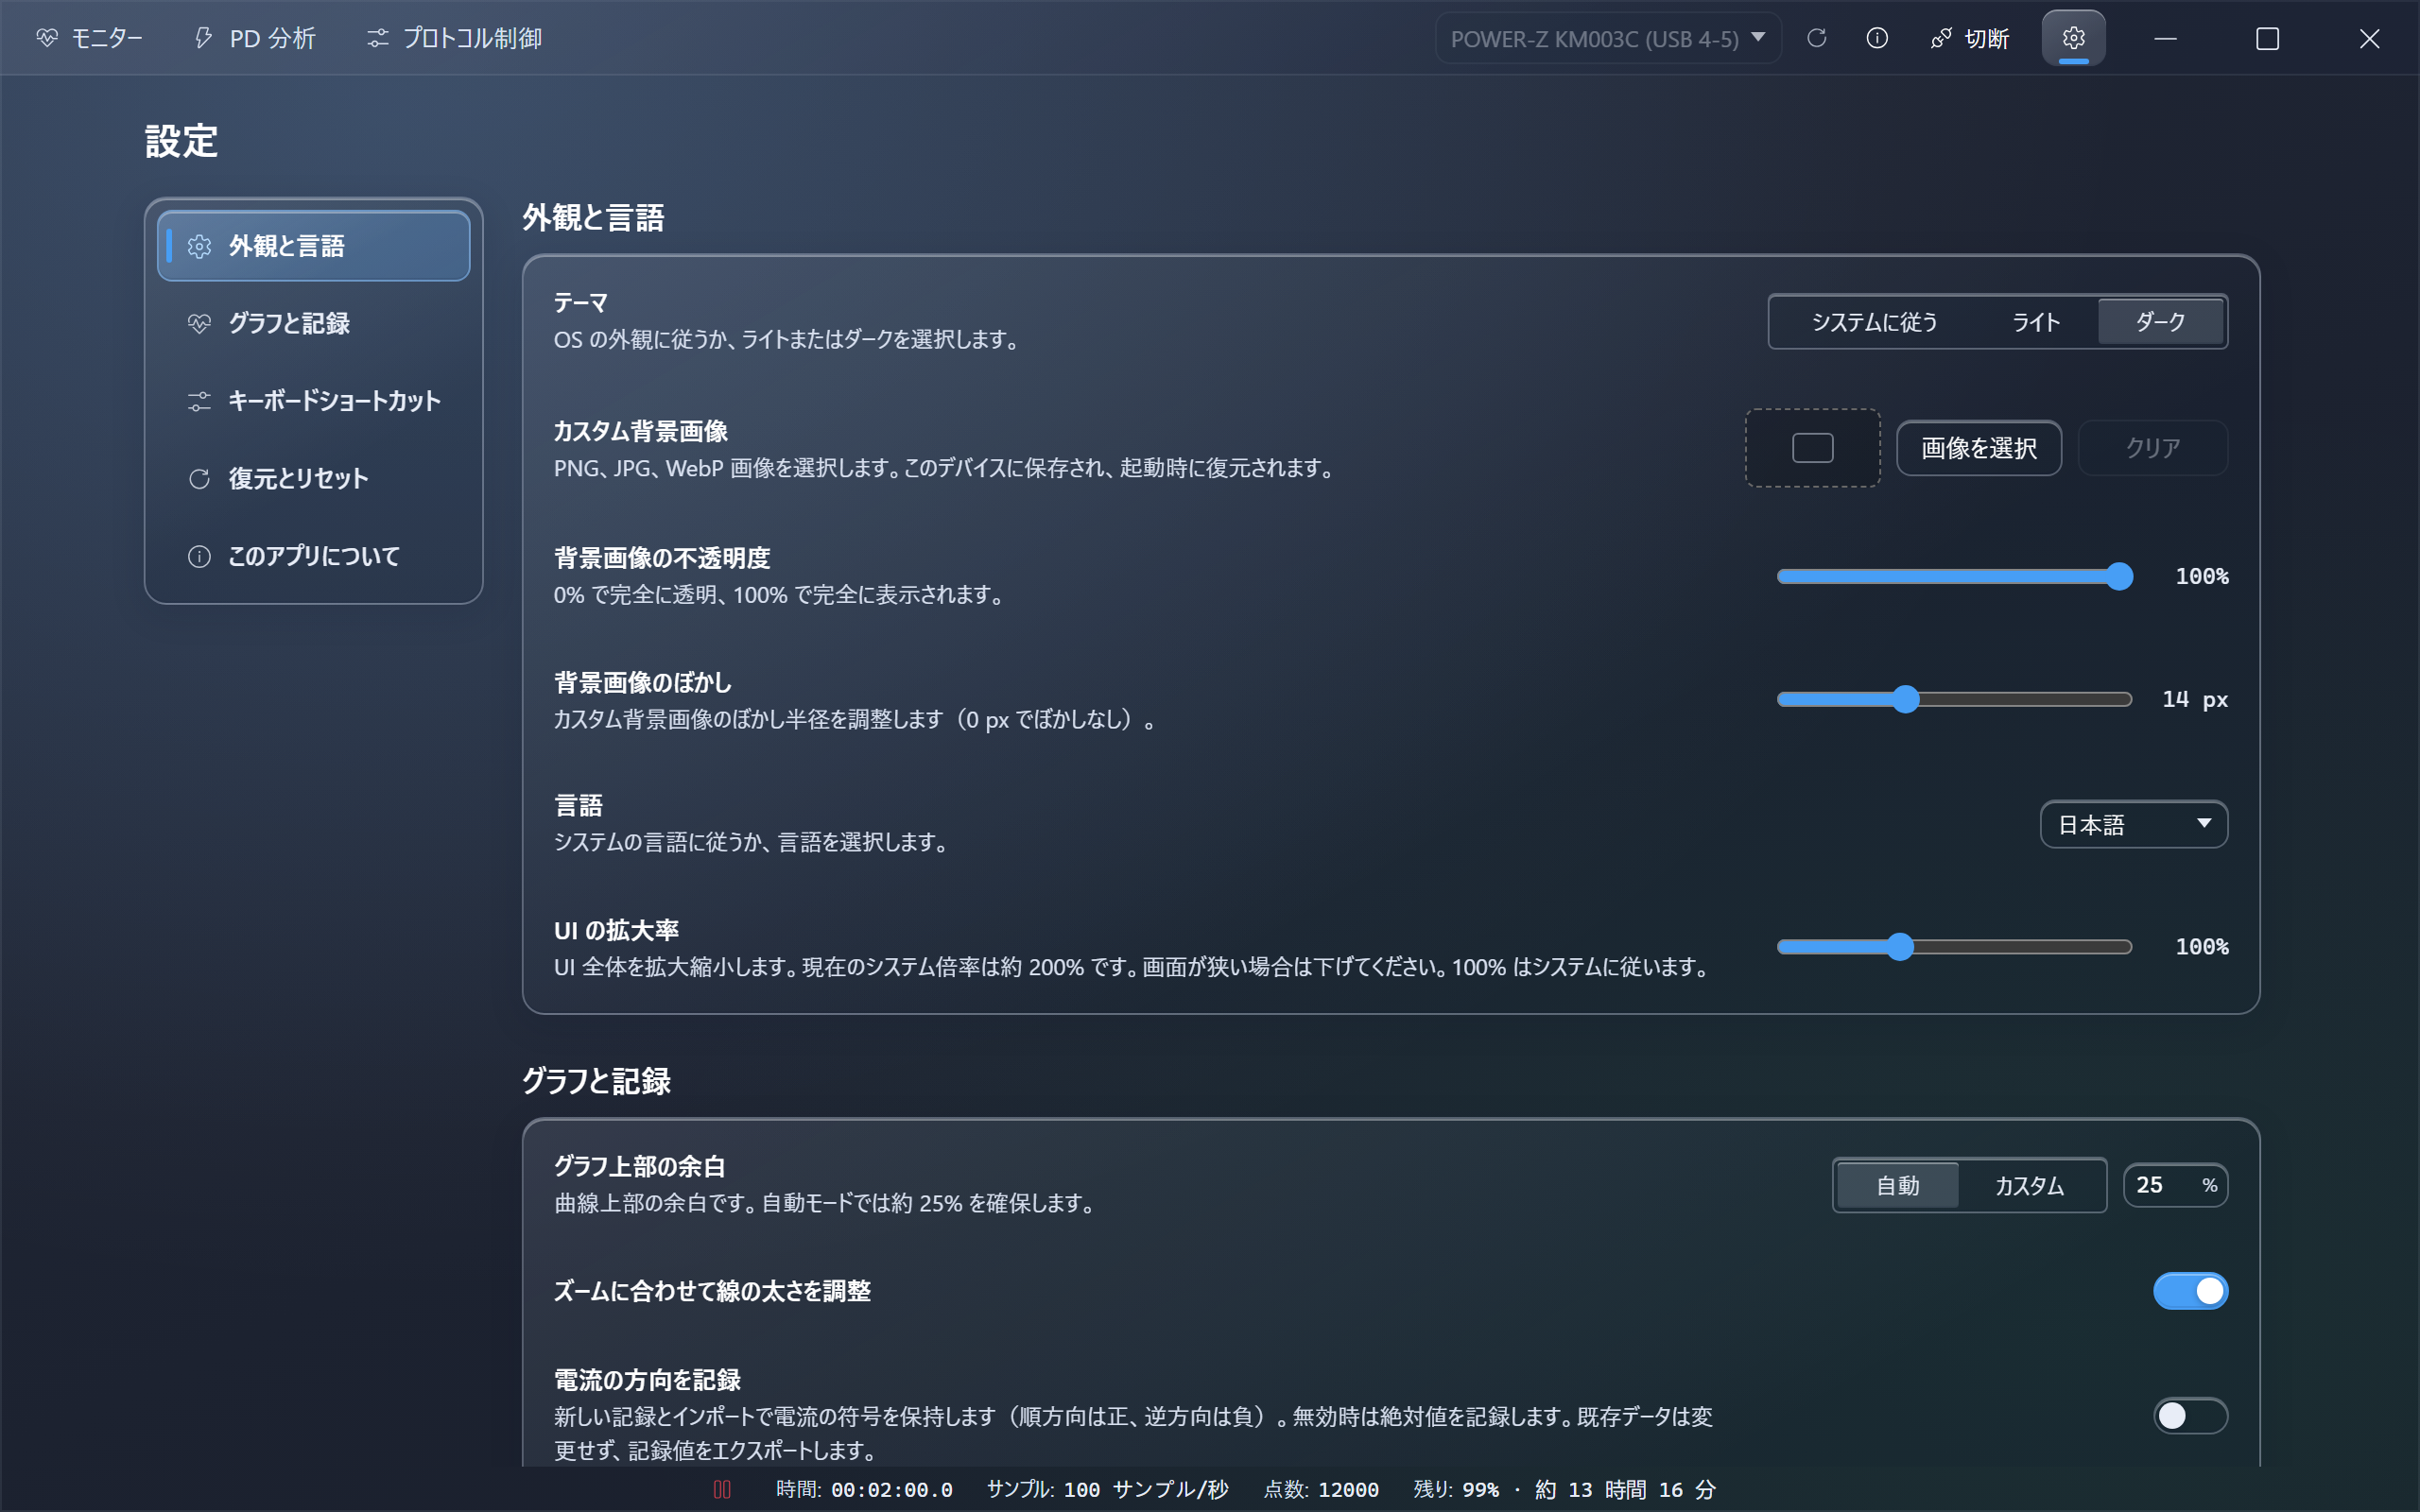 モニター
PD 分析
プロトコル制御
POWER-Z KM003C (USB 4-5)
切断
設定
外観と言語
グラフと記録
キーボードショートカット
復元とリセット
このアプリについて
外観と言語
テーマ
OS の外観に従うか、ライトまたはダークを選択します。
システムに従う
ライト
ダーク
カスタム背景画像
PNG、JPG、WebP 画像を選択します。このデバイスに保存され、起動時に復元されます。
画像を選択
クリア
背景画像の不透明度
0% で完全に透明、100% で完全に表示されます。
100%
背景画像のぼかし
カスタム背景画像のぼかし半径を調整します（0 px でぼかしなし）。
14 px
言語
システムの言語に従うか、言語を選択します。
日本語
UI の拡大率
UI 全体を拡大縮小します。現在のシステム倍率は約 200% です。画面が狭い場合は下げてください。100% はシステムに従います。
100%
グラフと記録
グラフ上部の余白
曲線上部の余白です。自動モードでは約 25% を確保します。
自動
カスタム
25 %
ズームに合わせて線の太さを調整
電流の方向を記録
新しい記録とインポートで電流の符号を保持します（順方向は正、逆方向は負）。無効時は絶対値を記録します。既存データは変
更せず、記録値をエクスポートします。
時間: 00:02:00.0 サンプル: 100 サンプル/秒 点数: 12000 残り: 99% · 約 13 時間 16 分